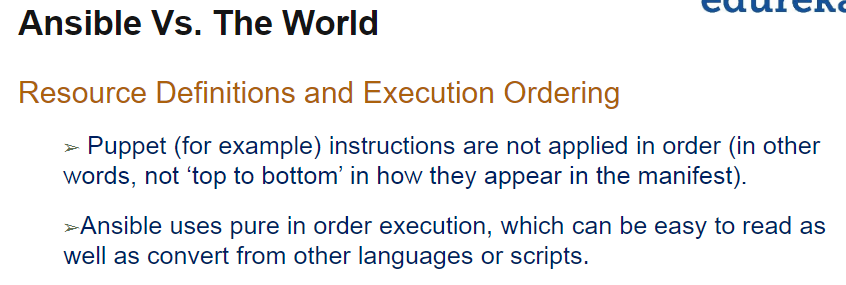 edureka
Ansible Vs. The World
Resource Definitions and Execution Ordering
➢ Puppet (for example) instructions are not applied in order (in other
words, not ‘top to bottom’ in how they appear in the manifest).
➢Ansible uses pure in order execution, which can be easy to read as
well as convert from other languages or scripts.